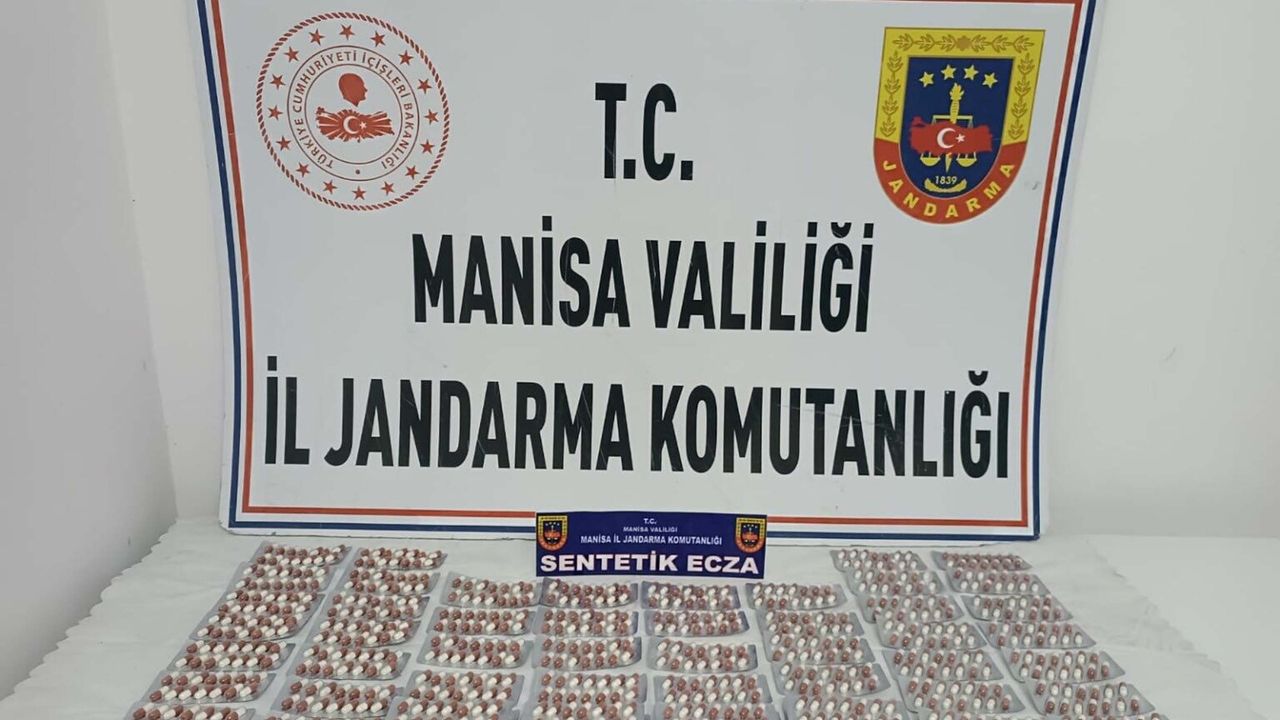 TÜRKİYE CUMHURİYETİ İÇİŞLERİ BAKANLIĞI
T.C.
MANİSA VALİLİĞİ
İL JANDARMA KOMUTANLIĞI
1839
JANDARMA
T.C.
MANİSA VALİLİĞİ
MANİSA İL JANDARMA KOMUTANLIĞI
SENTETİK ECZA